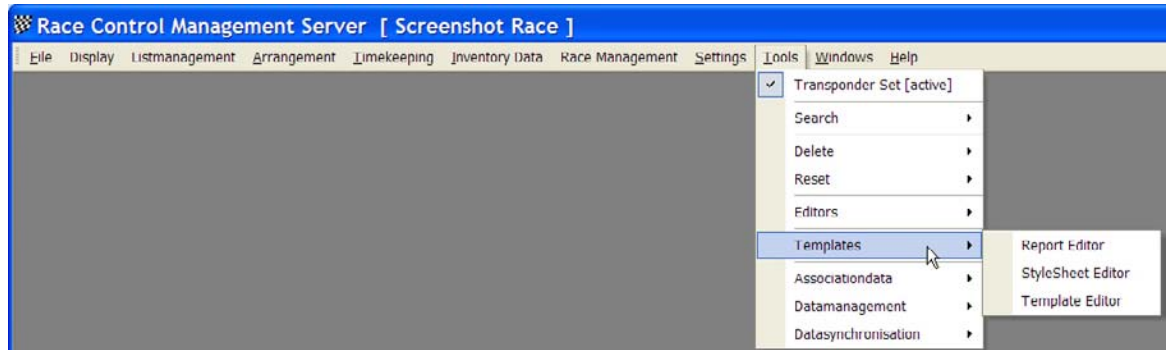 Race Control Management Server [ Screenshot Race ]
File Display Listmanagement Arrangement Timekeeping Inventory Data Race Management Settings Tools Windows Help
Transponder Set [active]
Search
Delete
Reset
Editors
Templates
Report Editor
StyleSheet Editor
Template Editor
Associationdata
Datamanagement
Datasynchronisation